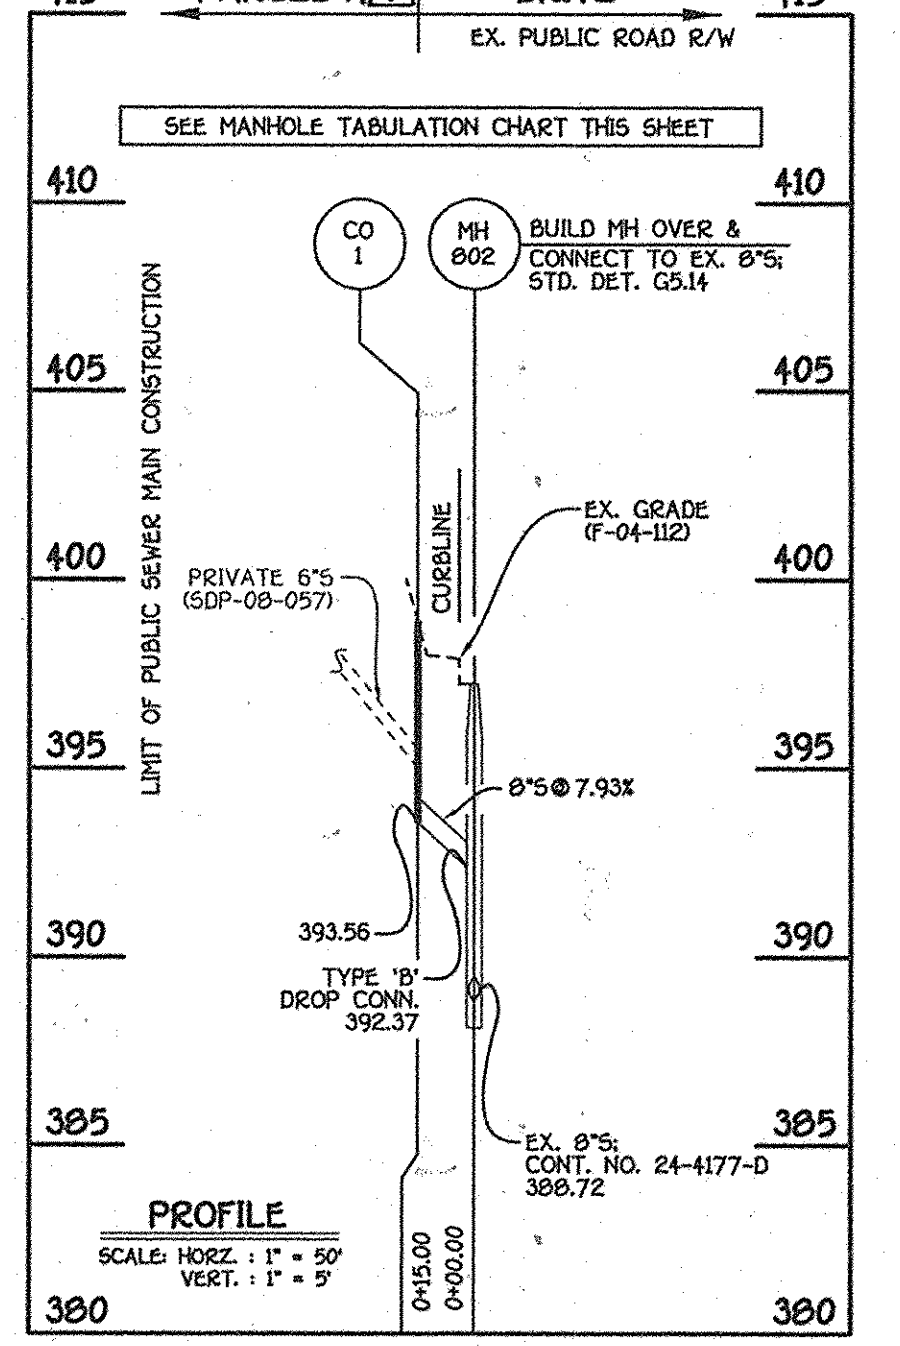 EX. PUBLIC ROAD R/W
SEE MANHOLE TABULATION CHART THIS SHEET
410
410
CO
1
MH
802
BUILD MH OVER &
CONNECT TO EX. 8"S;
STD. DET. G5.14
LIMIT OF PUBLIC SEWER MAIN CONSTRUCTION
405
405
CURBLINE
EX. GRADE
(F-04-112)
400
400
PRIVATE 6"S
(SDP-08-057)
395
395
8"S@7.93%
393.56
390
390
TYPE 'B'
DROP CONN.
392.37
385
385
EX. 8"S;
CONT. NO. 24-4177-D
388.72
PROFILE
SCALE: HORZ. : 1" = 50'
VERT. : 1" = 5'
0+15.00
0+00.00
380
380